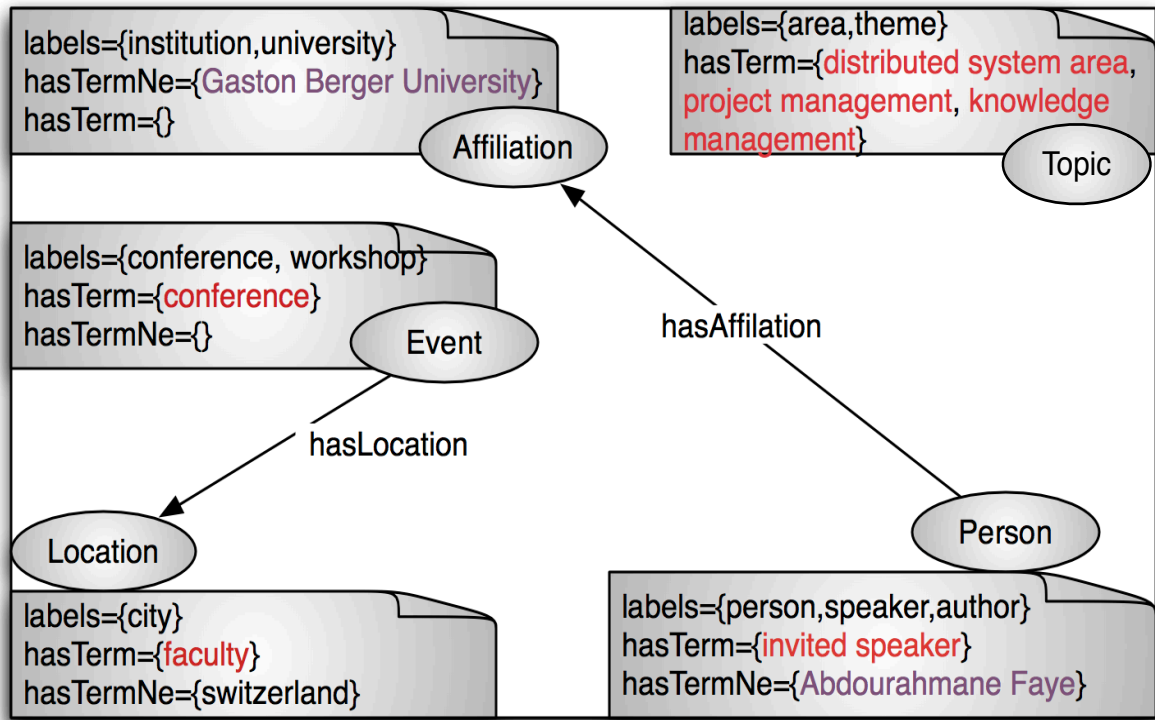 labels={institution,university}
hasTermNe={Gaston Berger University}
hasTerm={}
Affiliation
labels={area,theme}
hasTerm={distributed system area,
project management, knowledge
management}
Topic
labels={conference, workshop}
hasTerm={conference}
hasTermNe={}
Event
hasAffilation
hasLocation
Location
labels={city}
hasTerm={faculty}
hasTermNe={switzerland}
Person
labels={person,speaker,author}
hasTerm={invited speaker}
hasTermNe={Abdourahmane Faye}